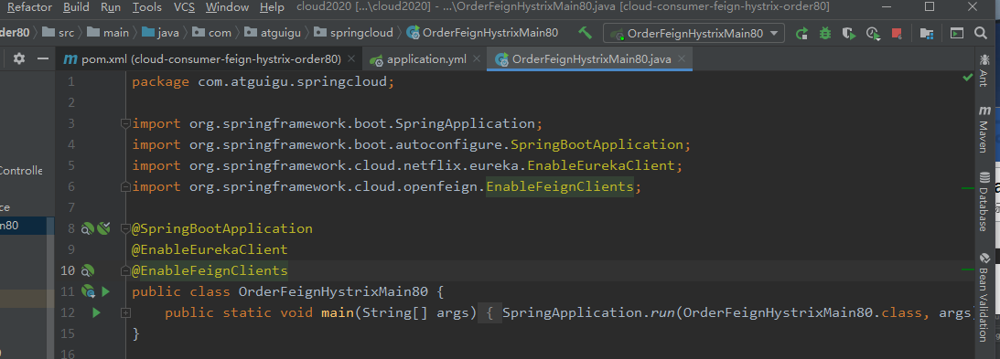 Refactor Build Run Tools VCS Window Help cloud2020 [...\cloud2020] - ...\OrderFeignHystrixMain80.java [cloud-consumer-feign-hystrix-order80]
der80 src main java com atguigu springcloud OrderFeignHystrixMain80 OrderFeignHystrixMain80
pom.xml (cloud-consumer-feign-hystrix-order80) application.yml OrderFeignHystrixMain80.java
1 package com.atguigu.springcloud;
2
3 import org.springframework.boot.SpringApplication;
4 import org.springframework.boot.autoconfigure.SpringBootApplication;
5 import org.springframework.cloud.netflix.eureka.EnableEurekaClient;
6 import org.springframework.cloud.openfeign.EnableFeignClients;
7
8 @SpringBootApplication
9 @EnableEurekaClient
10 @EnableFeignClients
11 public class OrderFeignHystrixMain80 {
12 public static void main(String[] args) { SpringApplication.run(OrderFeignHystrixMain80.class, args
15 }
16
Controlle
ce
n80
Ant
Maven
Database
Bean Validation